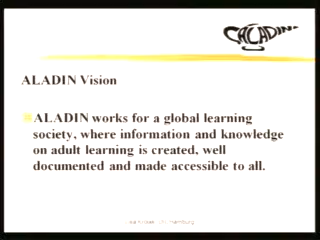 CALADIN
ALADIN Vision
ALADIN works for a global learning
society, where information and knowledge
on adult learning is created, well
documented and made accessible to all.